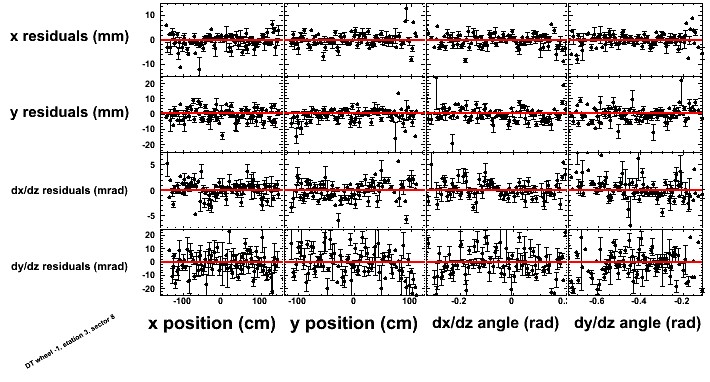 x residuals (mm)
10
0
-10
y residuals (mm)
20
10
0
-10
-20
dx/dz residuals (mrad)
5
0
-5
dy/dz residuals (mrad)
20
10
0
-10
-20
-100 0 100 -100 0 100 -0.2 0 0. -0.6 -0.4 -0.2
x position (cm) y position (cm) dx/dz angle (rad) dy/dz angle (rad)
DT wheel -1, station 3, sector 8